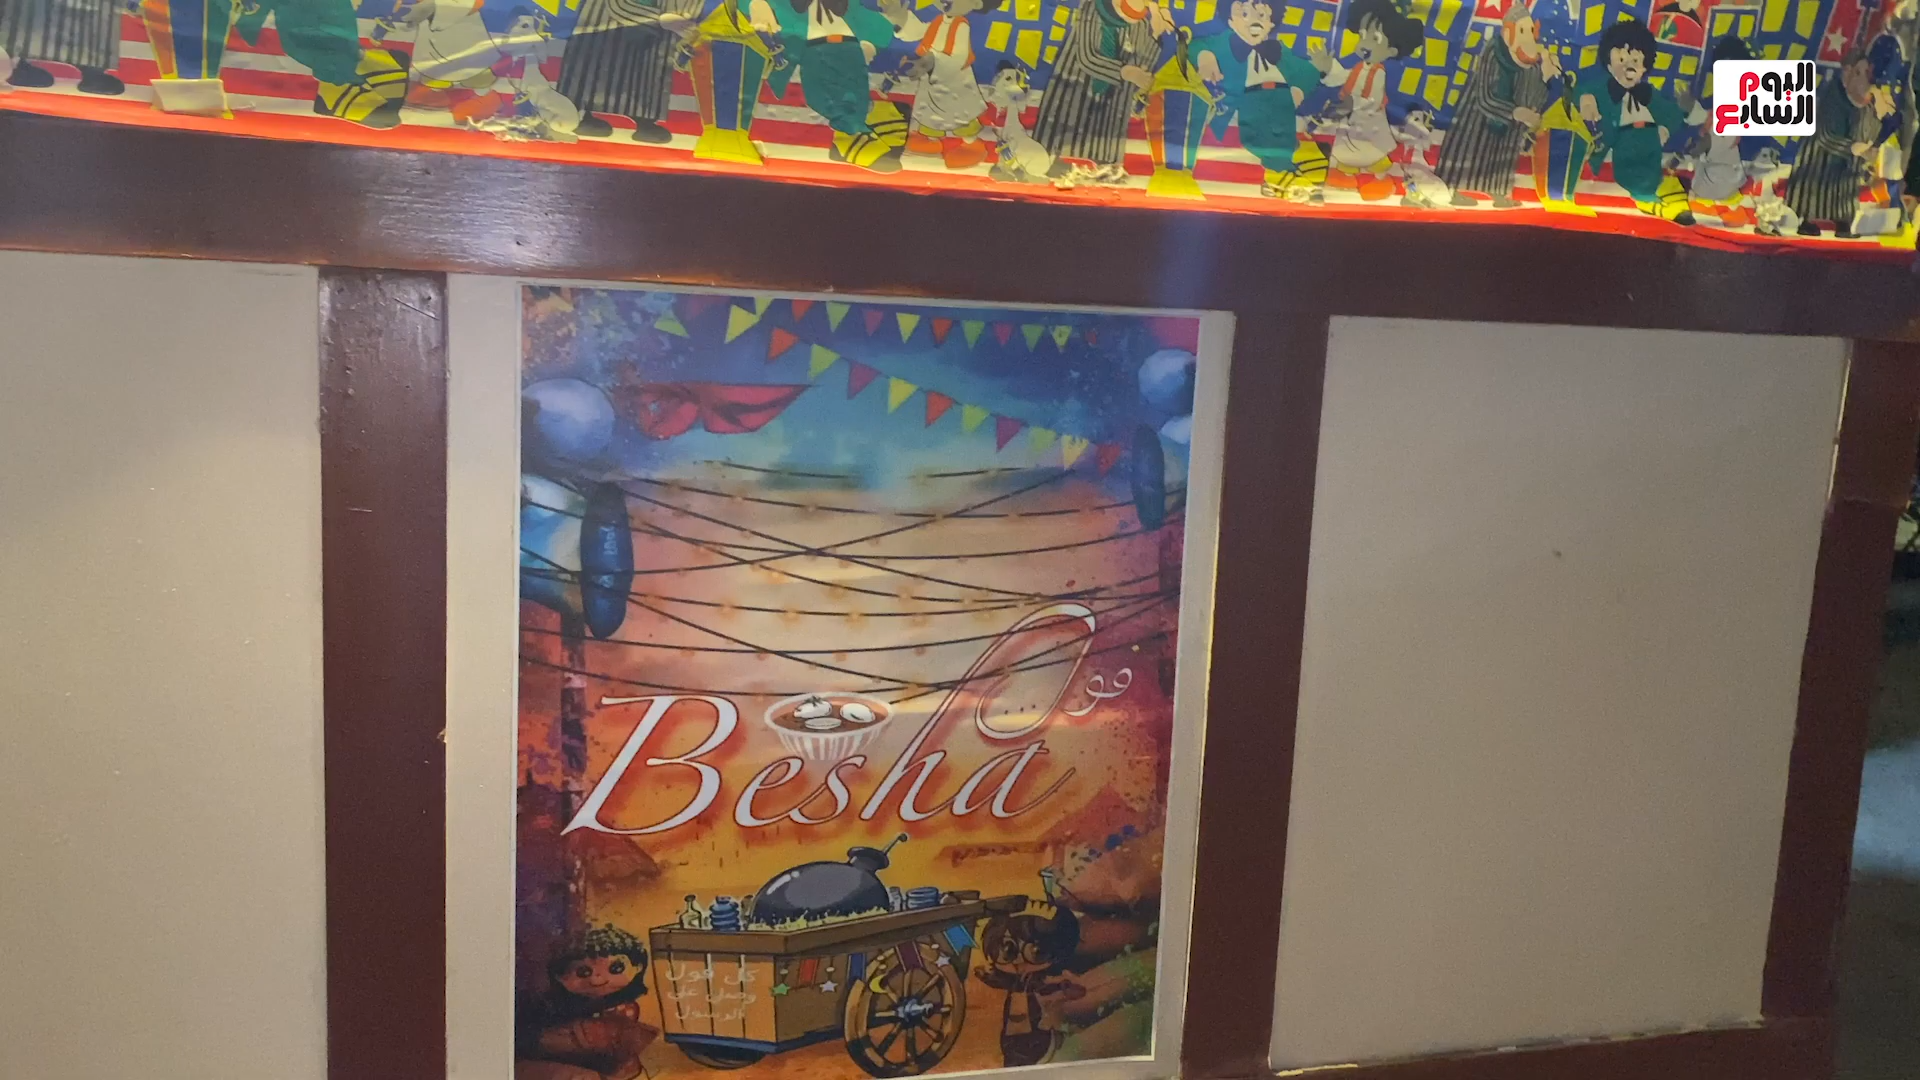 اليوم
السابع
فول
Besha
كل فول
وصلي على
الرسول